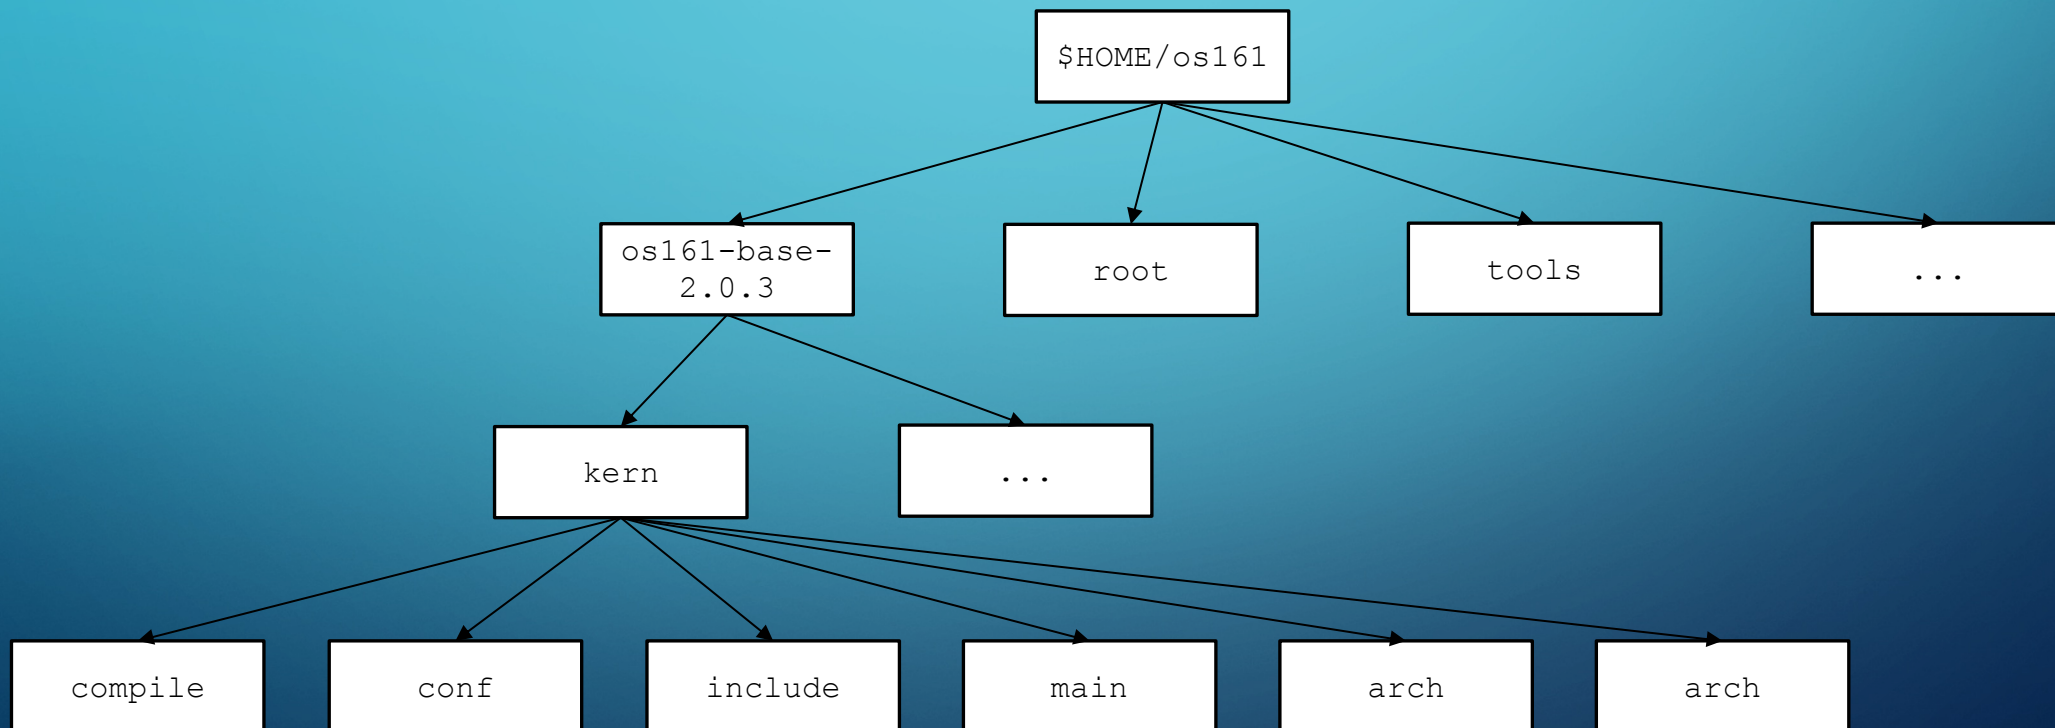 $HOME/os161
os161-base-
2.0.3
root
tools
...
kern
...
compile
conf
include
main
arch
arch